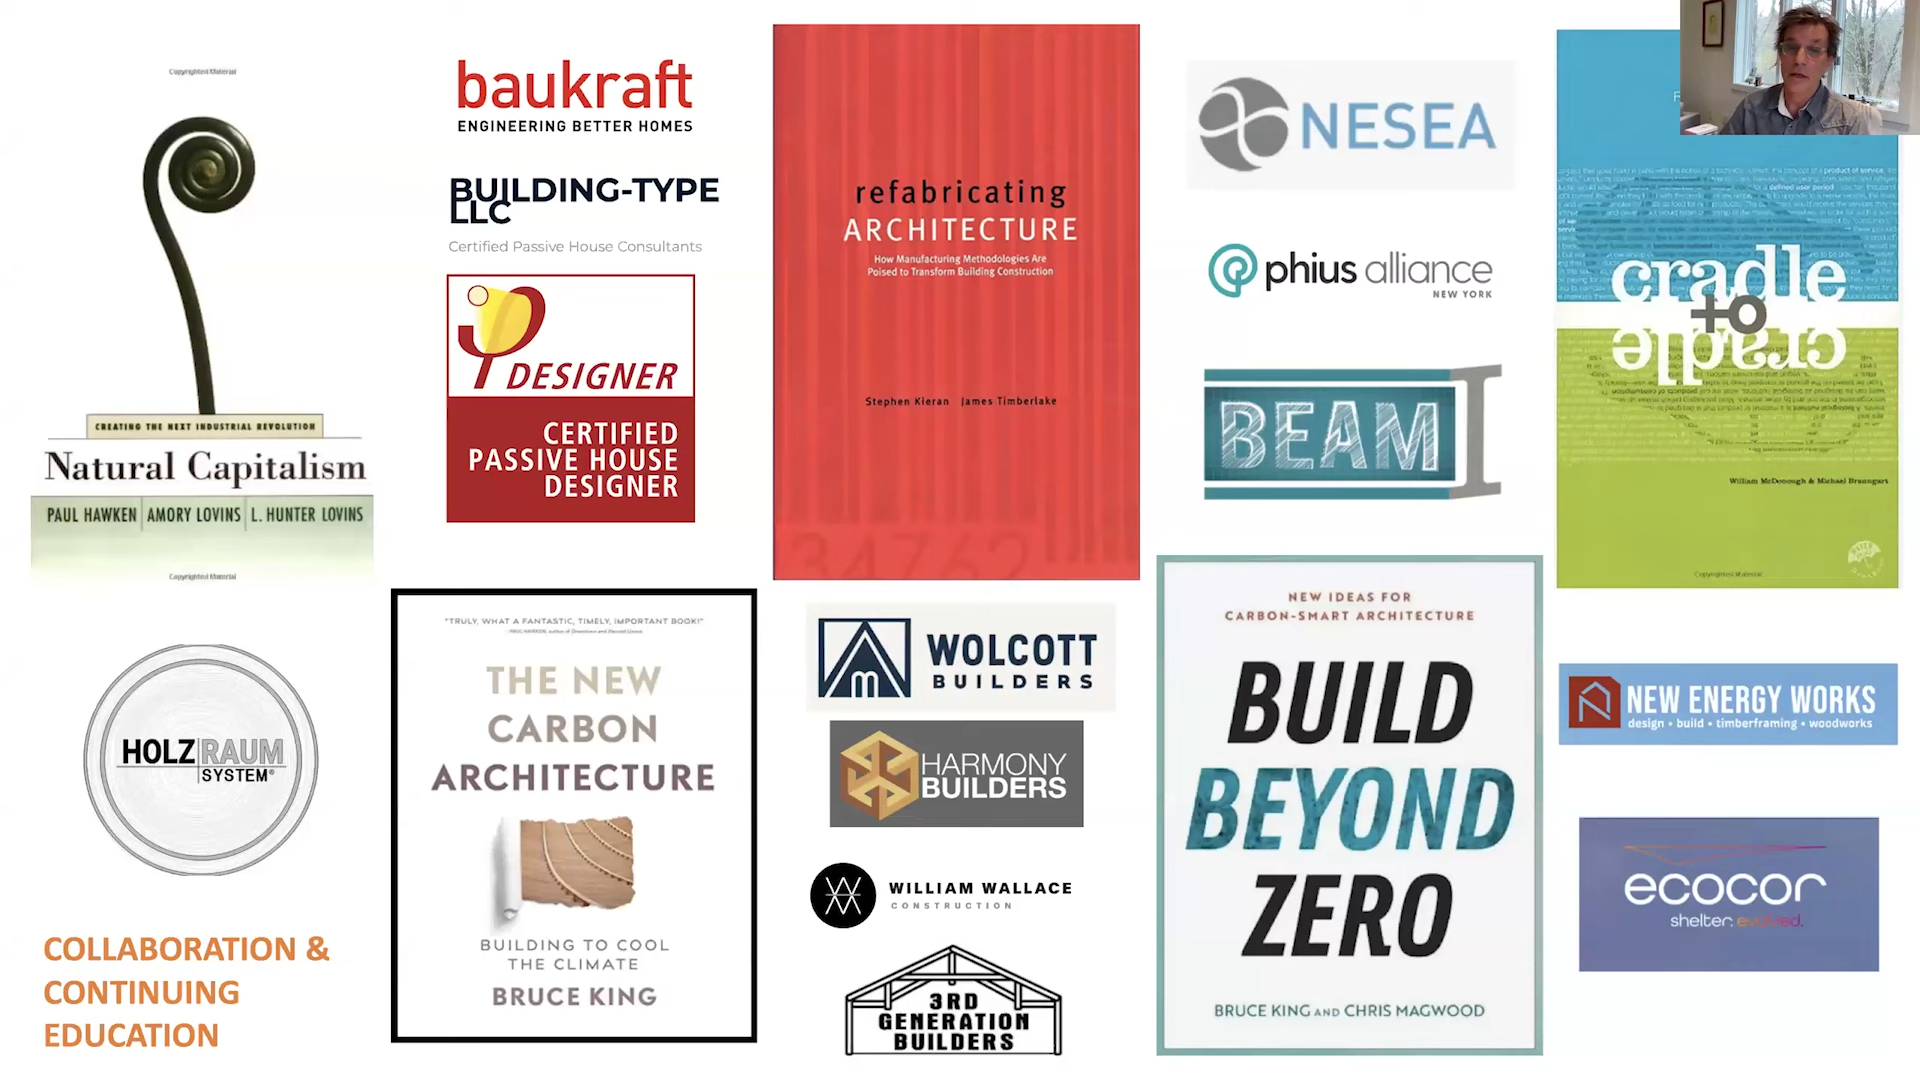 Copyrighted Material
CREATING THE NEXT INDUSTRIAL REVOLUTION
Natural Capitalism
PAUL HAWKEN AMORY LOVINS L. HUNTER LOVINS
Copyrighted Material
HOLZ RAUM
SYSTEM®
COLLABORATION &
CONTINUING
EDUCATION
baukraft
ENGINEERING BETTER HOMES
BUILDING-TYPE
LLC
Certified Passive House Consultants
DESIGNER
CERTIFIED
PASSIVE HOUSE
DESIGNER
"TRULY, WHAT A FANTASTIC, TIMELY, IMPORTANT BOOK!"
THE NEW
CARBON
ARCHITECTURE
BUILDING TO COOL
THE CLIMATE
BRUCE KING
refabricating
ARCHITECTURE
How Manufacturing Methodologies Are
Poised to Transform Building Construction
Stephen Kieran James Timberlake
34762
WOLCOTT
BUILDERS
HARMONY
BUILDERS
WILLIAM WALLACE
CONSTRUCTION
3RD
GENERATION
BUILDERS
NESEA
phius alliance
NEW YORK
BEAM
NEW IDEAS FOR
CARBON-SMART ARCHITECTURE
BUILD
BEYOND
ZERO
BRUCE KING AND CHRIS MAGWOOD
cradle
to
cradle
William McDonough & Michael Braungart
Copyrighted Material
NEW ENERGY WORKS
design • build • timberframing • woodworks
ecocor
shelter. evolved.